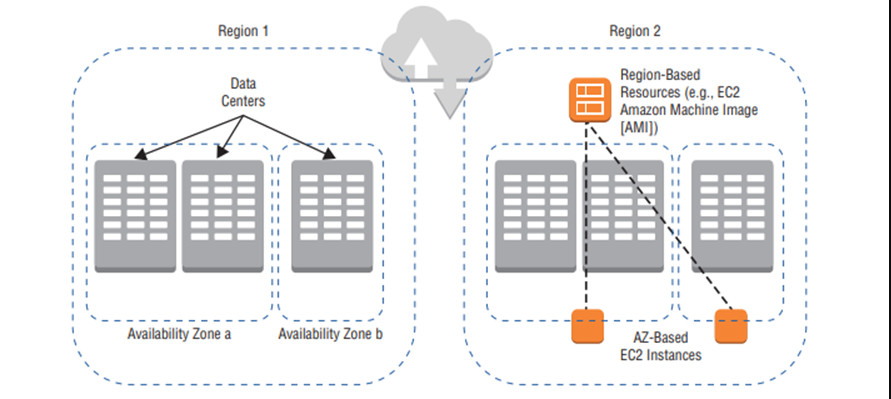 Region 1
Data
Centers
Availability Zone a
Availability Zone b
Region 2
Region-Based
Resources (e.g., EC2
Amazon Machine Image
[AMI])
AZ-Based
EC2 Instances